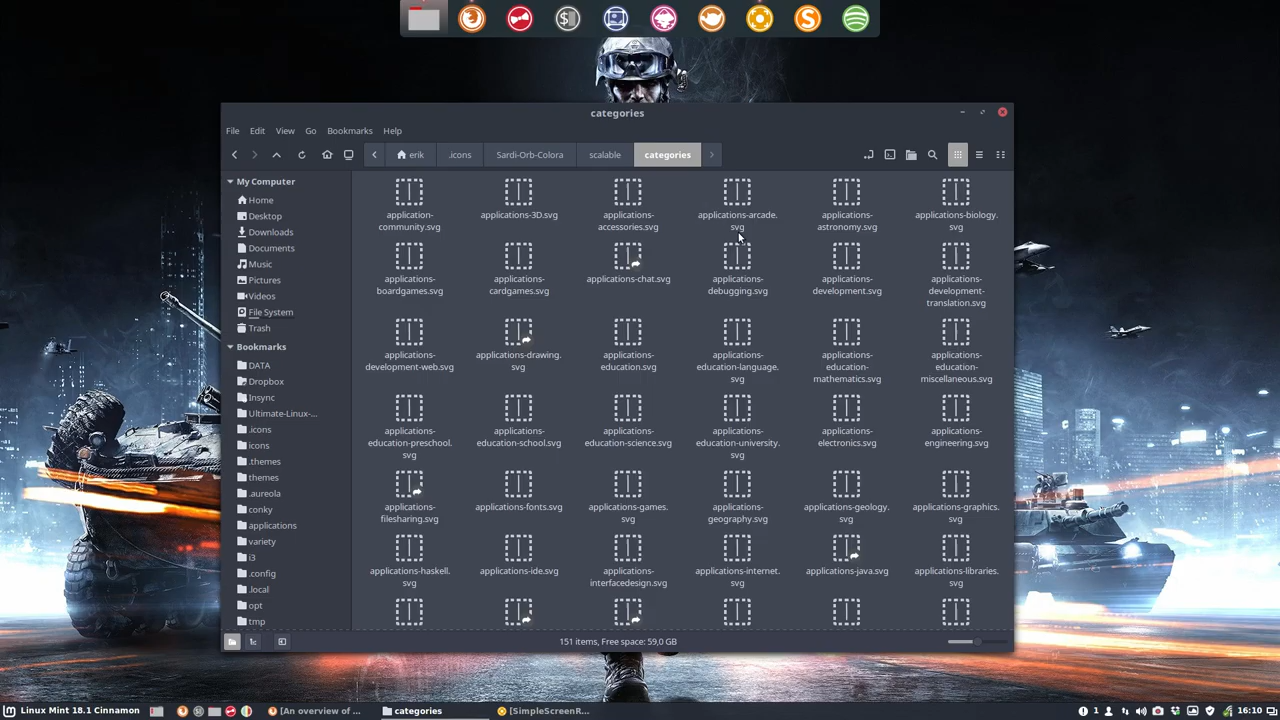 categories
File Edit View Go Bookmarks Help
erik .icons Sardi-Orb-Colora scalable categories
My Computer
Home
Desktop
Downloads
Documents
Music
Pictures
Videos
File System
Trash
Bookmarks
DATA
Dropbox
Insync
Ultimate-Linux-...
.icons
icons
.themes
themes
.aureola
conky
applications
variety
i3
.config
.local
opt
tmp
application-
community.svg
applications-3D.svg
applications-
accessories.svg
applications-arcade.
svg
applications-
astronomy.svg
applications-biology.
svg
applications-
boardgames.svg
applications-
cardgames.svg
applications-chat.svg
applications-
debugging.svg
applications-
development.svg
applications-
development-
translation.svg
applications-
development-web.svg
applications-drawing.
svg
applications-
education.svg
applications-
education-language.
svg
applications-
education-
mathematics.svg
applications-
education-
miscellaneous.svg
applications-
education-preschool.
svg
applications-
education-school.svg
applications-
education-science.svg
applications-
education-university.
svg
applications-
electronics.svg
applications-
engineering.svg
applications-
filesharing.svg
applications-fonts.svg
applications-games.
svg
applications-
geography.svg
applications-geology.
svg
applications-graphics.
svg
applications-haskell.
svg
applications-ide.svg
applications-
interfacedesign.svg
applications-internet.
svg
applications-java.svg
applications-libraries.
svg
151 items, Free space: 59,0 GB
Linux Mint 18.1 Cinnamon [An overview of ... categories [SimpleScreenR... 1 16:10